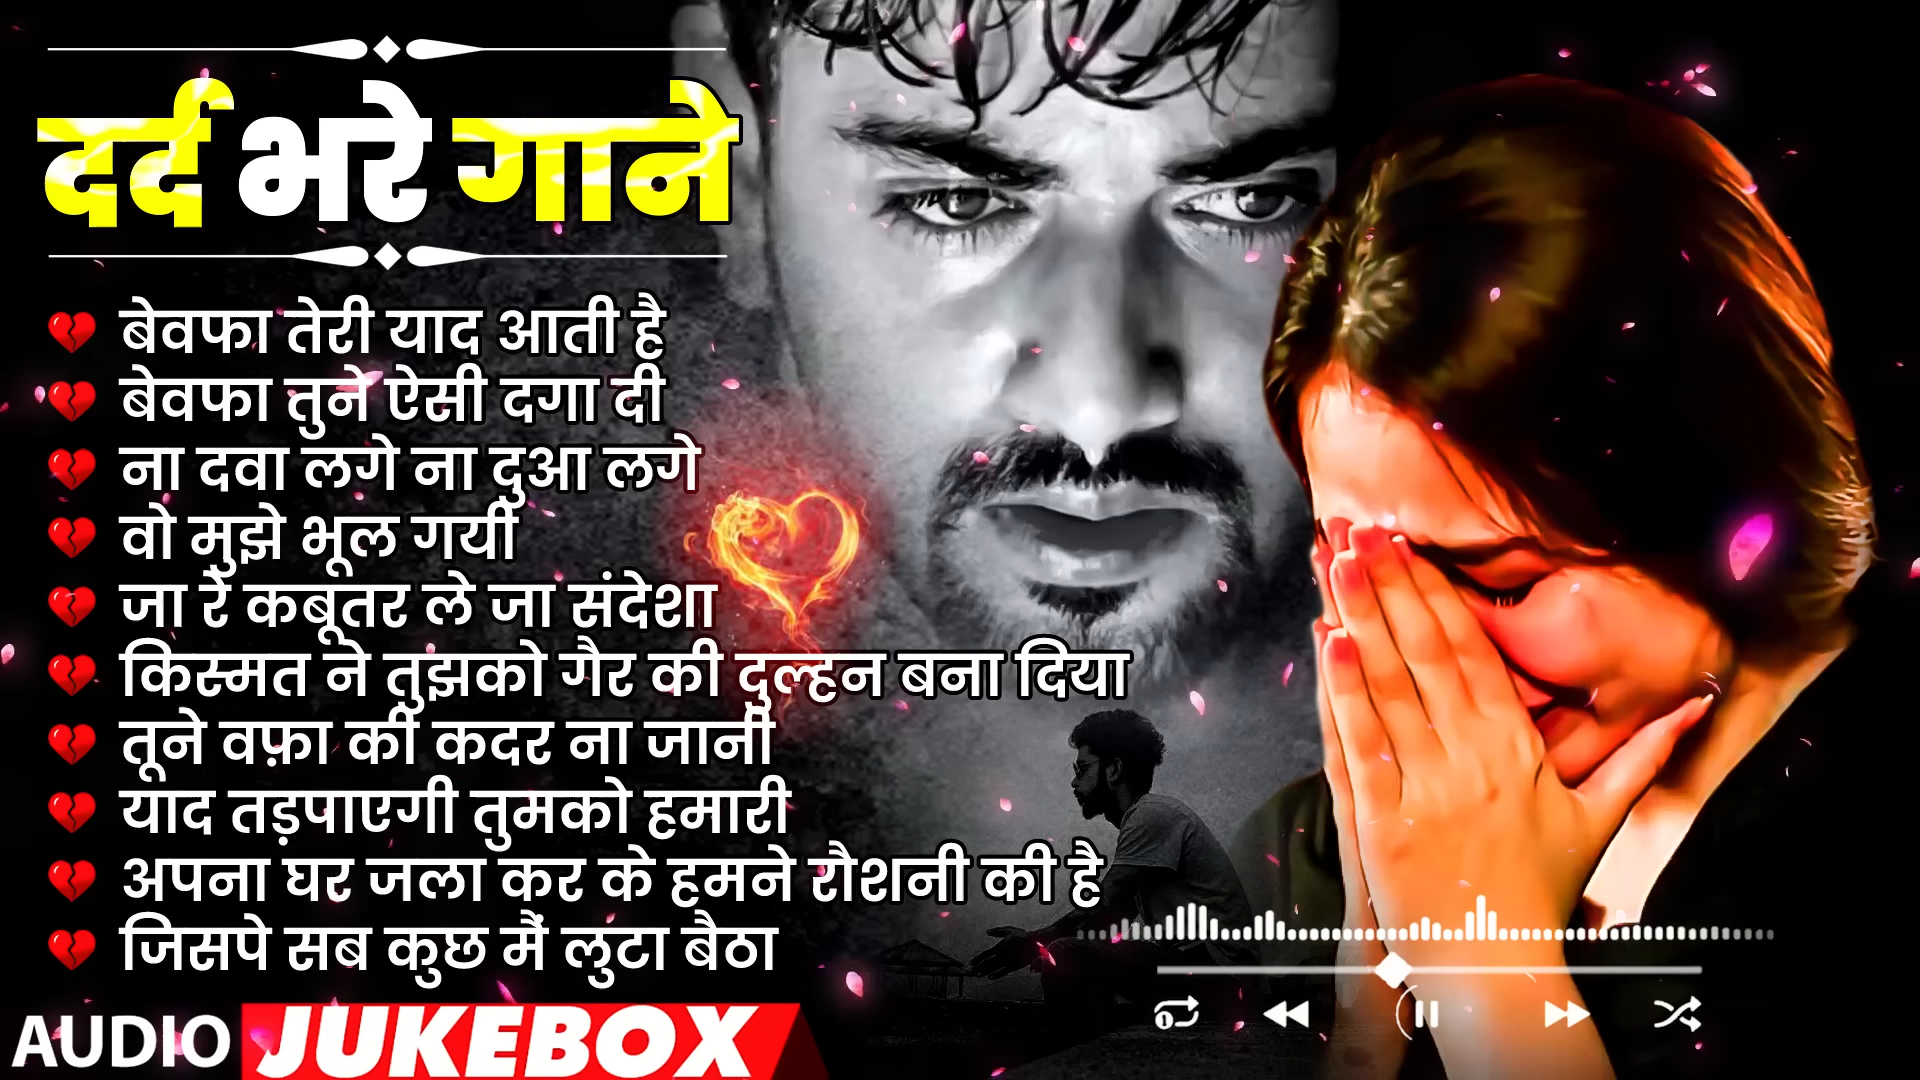 दर्द भरे गाने
बेवफा तेरी याद आती है
बेवफा तुने ऐसी दगा दी
ना दवा लगे ना दुआ लगे
वो मुझे भूल गयी
जा रे कबूतर ले जा संदेशा
किस्मत ने तुझको गैर की दुल्हन बना दिया
तूने वफ़ा की कदर ना जानी
याद तड़पाएगी तुमको हमारी
अपना घर जला कर के हमने रौशनी की है
जिसपे सब कुछ मैं लुटा बैठा
AUDIO JUKEBOX
1